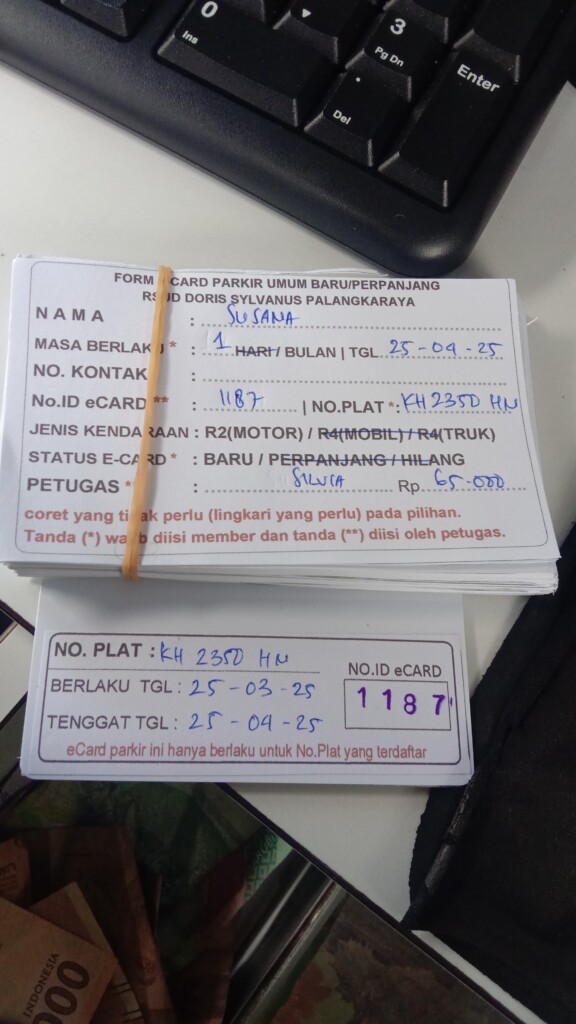 0
Ins
3
Pg Dn
.
Del
Enter
FORM CARD PARKIR UMUM BARU/PERPANJANG
RSUD DORIS SYLVANUS PALANGKARAYA
NAMA : SUSANA
MASA BERLAKU * : 1 HARI / BULAN | TGL 25-04-25
NO. KONTAK :
No.ID eCARD ** : 1187 | NO.PLAT *: KH 2350 HN
JENIS KENDARAAN : R2(MOTOR) / R4(MOBIL) / R4(TRUK)
STATUS E-CARD * : BARU / PERPANJANG / HILANG
PETUGAS * : SILVIA Rp 65.000
coret yang tidak perlu (lingkari yang perlu) pada pilihan.
Tanda (*) wajib diisi member dan tanda (**) diisi oleh petugas.
NO. PLAT : KH 2350 HN
BERLAKU TGL : 25-03-25
TENGGAT TGL : 25-04-25
NO.ID eCARD
1187
eCard parkir ini hanya berlaku untuk No.Plat yang terdaftar
INDONESIA
000